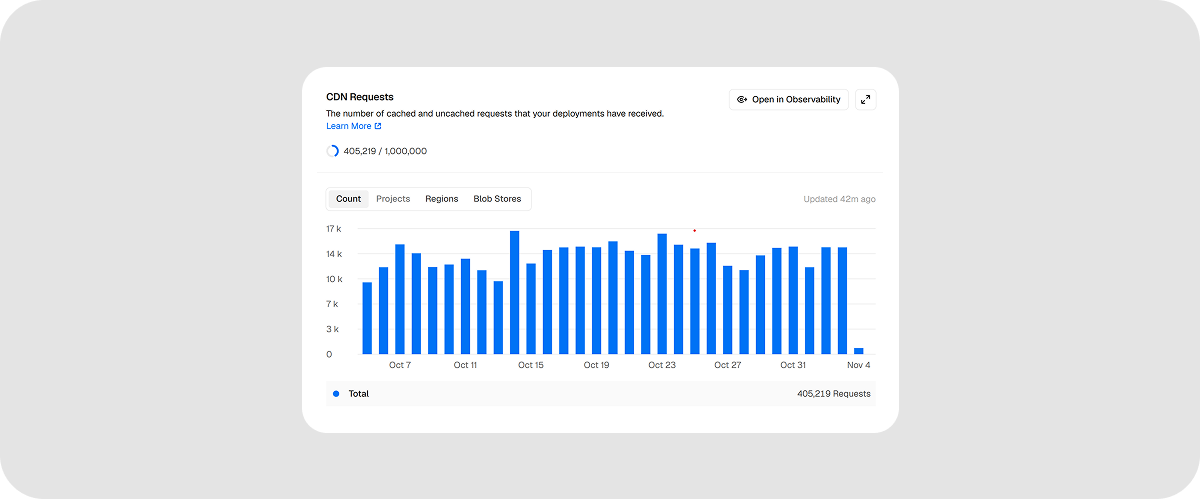 CDN Requests
Open in Observability
The number of cached and uncached requests that your deployments have received.
Learn More
405,219 / 1,000,000
Count Projects Regions Blob Stores
Updated 42m ago
17 k
14 k
10 k
7 k
3 k
0
Oct 7 Oct 11 Oct 15 Oct 19 Oct 23 Oct 27 Oct 31 Nov 4
Total 405,219 Requests